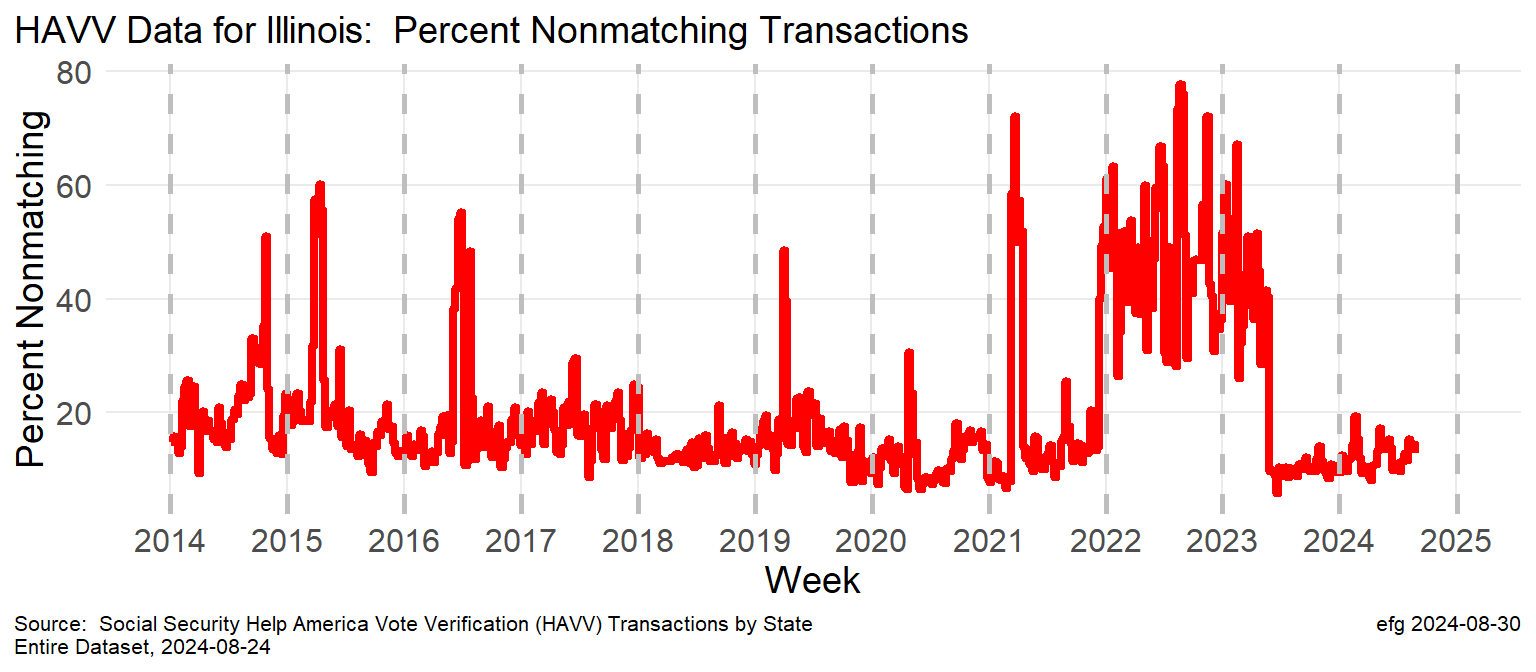 HAVV Data for Illinois:  Percent Nonmatching Transactions
Percent Nonmatching
80
60
40
20
2014 2015 2016 2017 2018 2019 2020 2021 2022 2023 2024 2025
Week
Source:  Social Security Help America Vote Verification (HAVV) Transactions by State
Entire Dataset, 2024-08-24
efg 2024-08-30